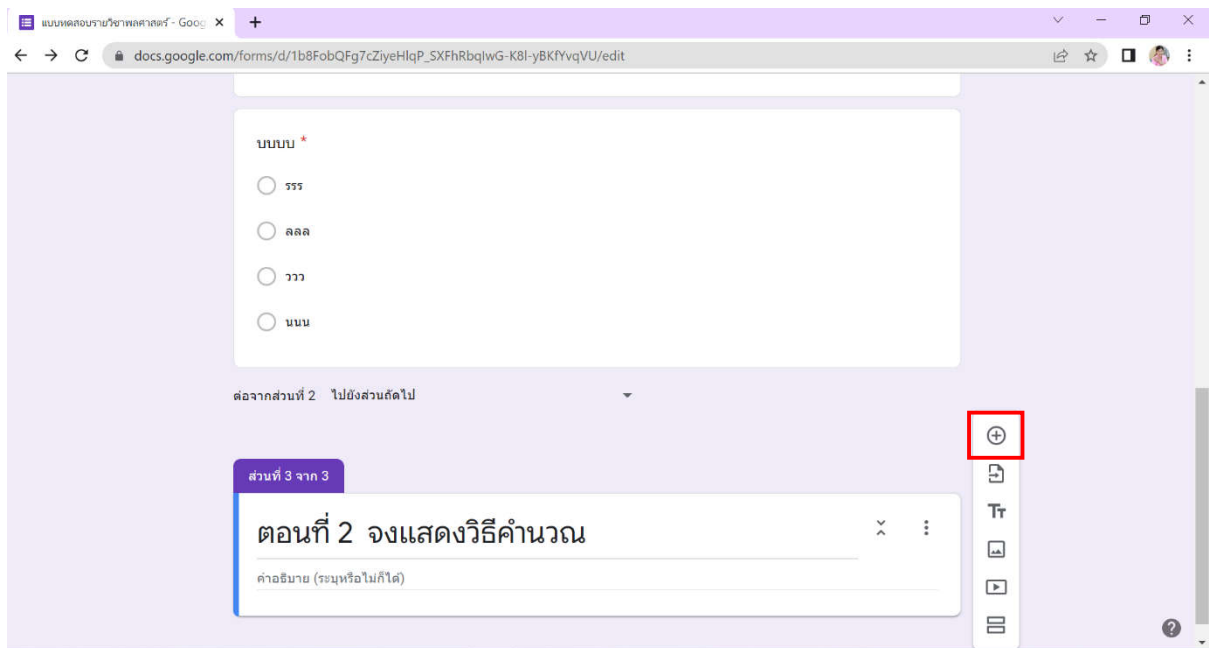 แบบทดสอบรายวิชาพลศาสตร์ - Goog
docs.google.com/forms/d/1b8FobQFg7cZiyeHlqP_SXFhRbqIwG-K8l-yBKfYvqVU/edit
บบบบ *
รรร
ลลล
ววว
นนน
ต่อจากส่วนที่ 2 ไปยังส่วนถัดไป
ส่วนที่ 3 จาก 3
ตอนที่ 2 จงแสดงวิธีคำนวณ
คำอธิบาย (ระบุหรือไม่ก็ได้)
Tт